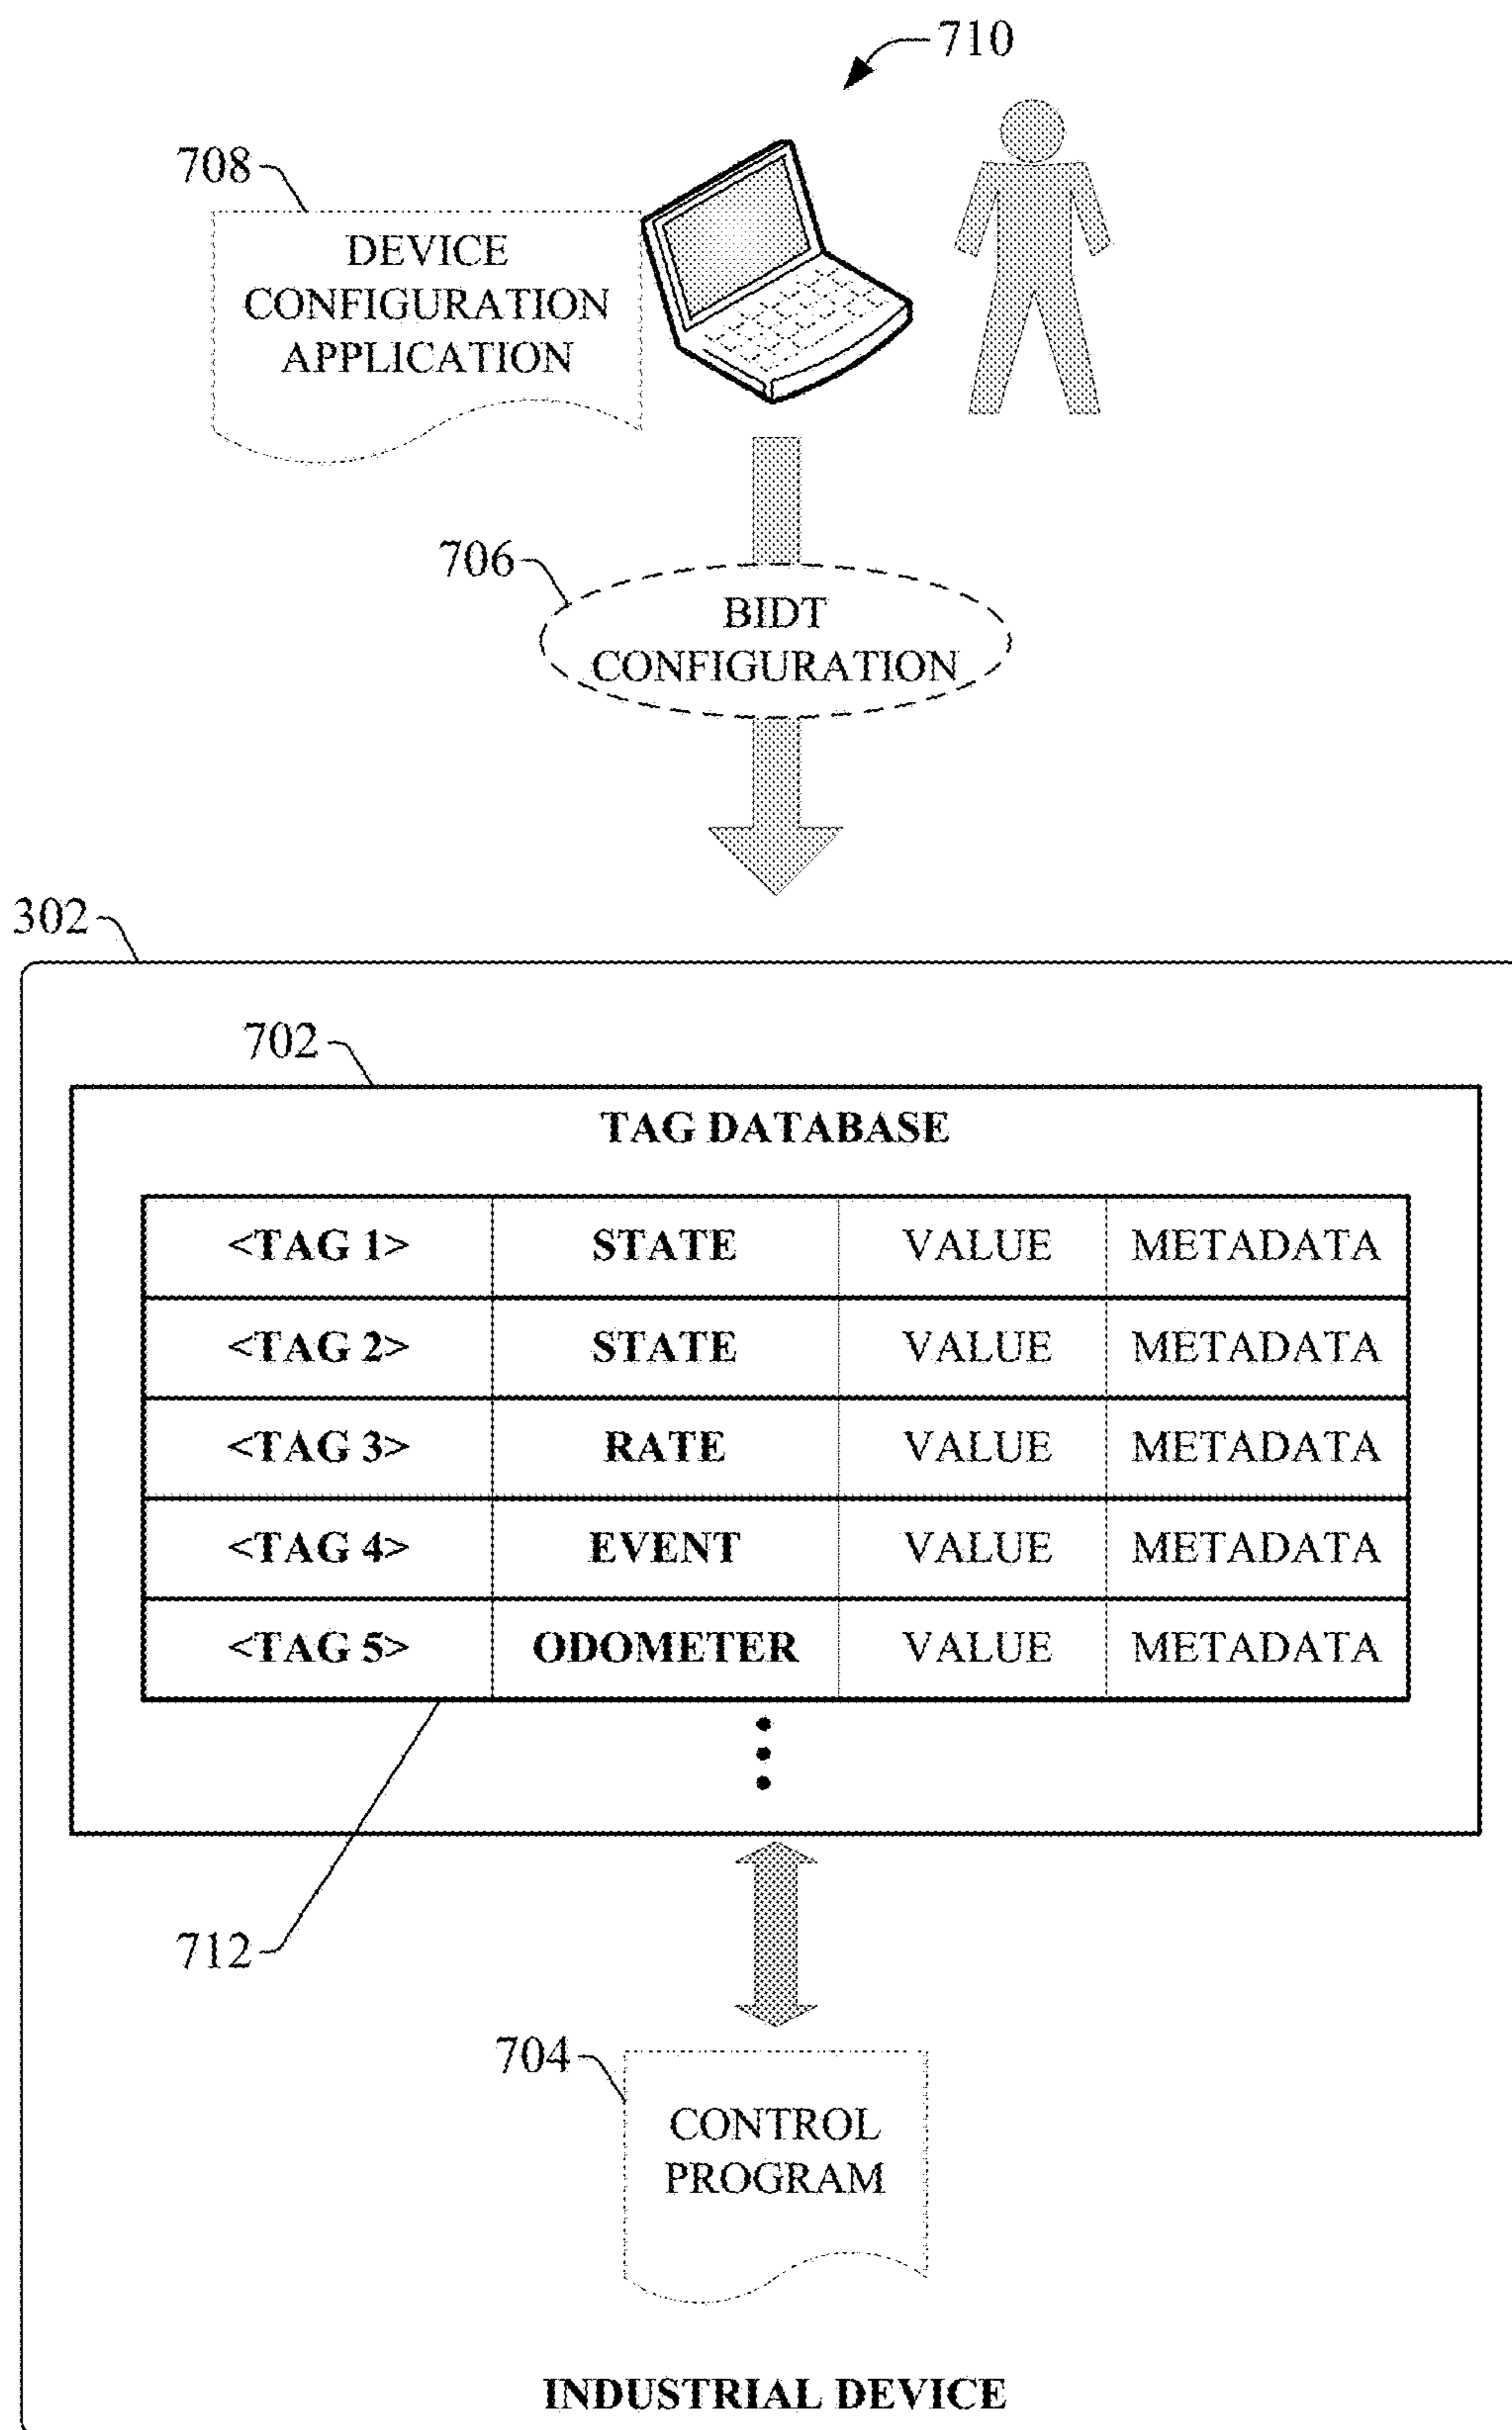 710
708
DEVICE
CONFIGURATION
APPLICATION
706
BIDT
CONFIGURATION
302
702
TAG DATABASE
<TAG 1> STATE VALUE METADATA
<TAG 2> STATE VALUE METADATA
<TAG 3> RATE VALUE METADATA
<TAG 4> EVENT VALUE METADATA
<TAG 5> ODOMETER VALUE METADATA
712
704
CONTROL
PROGRAM
INDUSTRIAL DEVICE